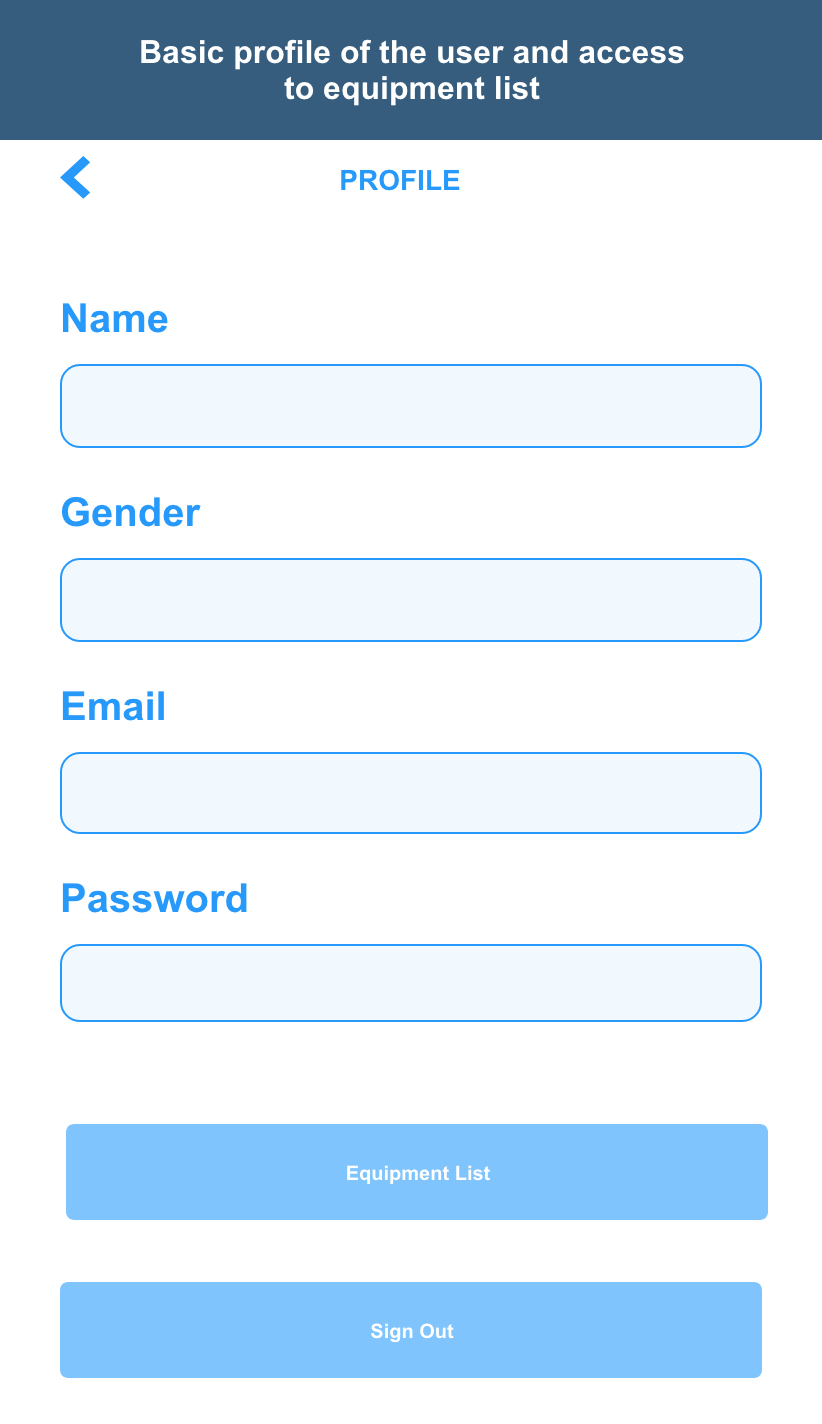 Basic profile of the user and access
to equipment list
PROFILE
Name
Gender
Email
Password
Equipment List
Sign Out